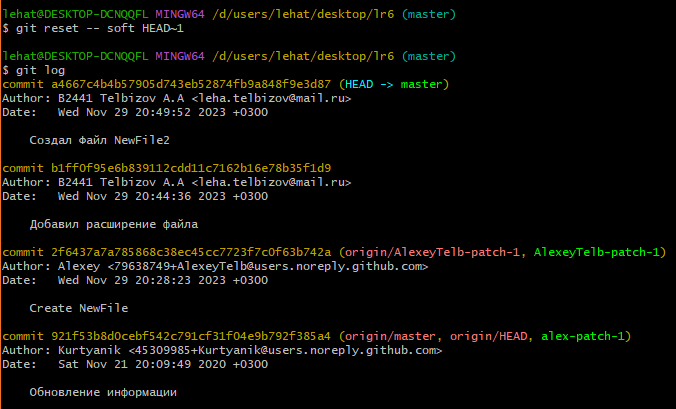 lehat@DESKTOP-DCNQQFL MINGW64 /d/users/lehat/desktop/lr6 (master)
$ git reset -- soft HEAD~1
lehat@DESKTOP-DCNQQFL MINGW64 /d/users/lehat/desktop/lr6 (master)
$ git log
commit a4667c4b4b57905d743eb52874fb9a848f9e3d87 (HEAD -> master)
Author: B2441 Telbizov A.A <leha.telbizov@mail.ru>
Date:   Wed Nov 29 20:49:52 2023 +0300
Создал файл NewFile2
commit b1ff0f95e6b839112cdd11c7162b16e78b35f1d9
Author: B2441 Telbizov A.A <leha.telbizov@mail.ru>
Date:   Wed Nov 29 20:44:36 2023 +0300
Добавил расширение файла
commit 2f6437a7a785868c38ec45cc7723f7c0f63b742a (origin/AlexeyTelb-patch-1, AlexeyTelb-patch-1)
Author: Alexey <79638749+AlexeyTelb@users.noreply.github.com>
Date:   Wed Nov 29 20:28:23 2023 +0300
Create NewFile
commit 921f53b8d0cebf542c791cf31f04e9b792f385a4 (origin/master, origin/HEAD, alex-patch-1)
Author: Kurtyanik <45309985+Kurtyanik@users.noreply.github.com>
Date:   Sat Nov 21 20:09:49 2020 +0300
Обновление информации